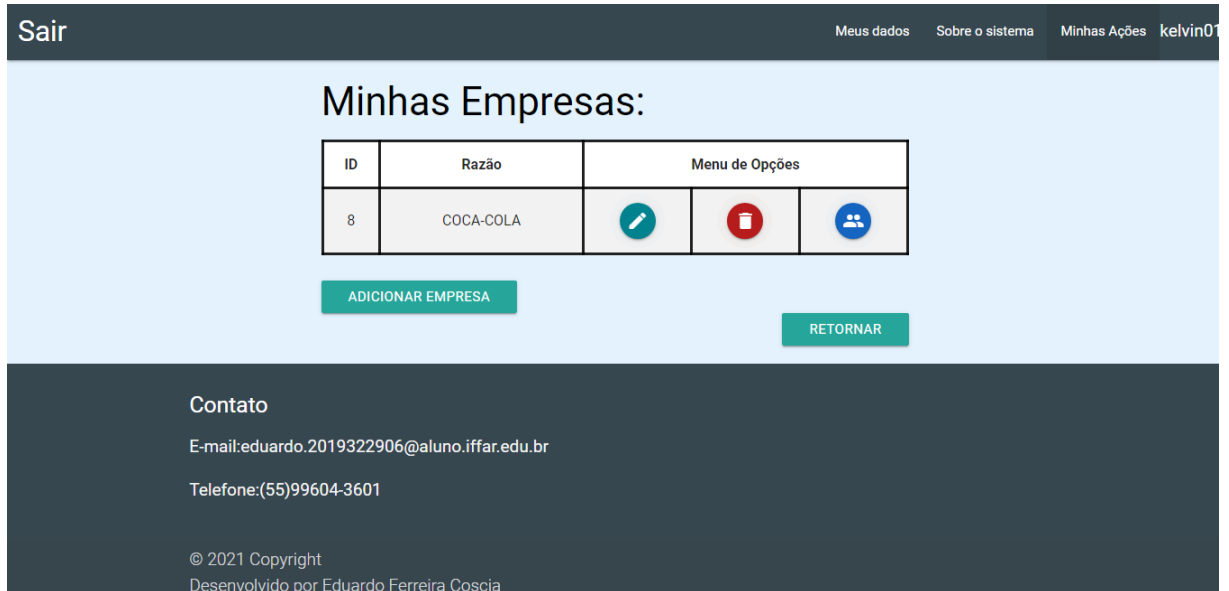 Sair Meus dados Sobre o sistema Minhas Ações kelvin01
Minhas Empresas:
ID Razão Menu de Opções
8 COCA-COLA
ADICIONAR EMPRESA
RETORNAR
Contato
E-mail:eduardo.2019322906@aluno.iffar.edu.br
Telefone:(55)99604-3601
© 2021 Copyright
Desenvolvido por Eduardo Ferreira Coscia